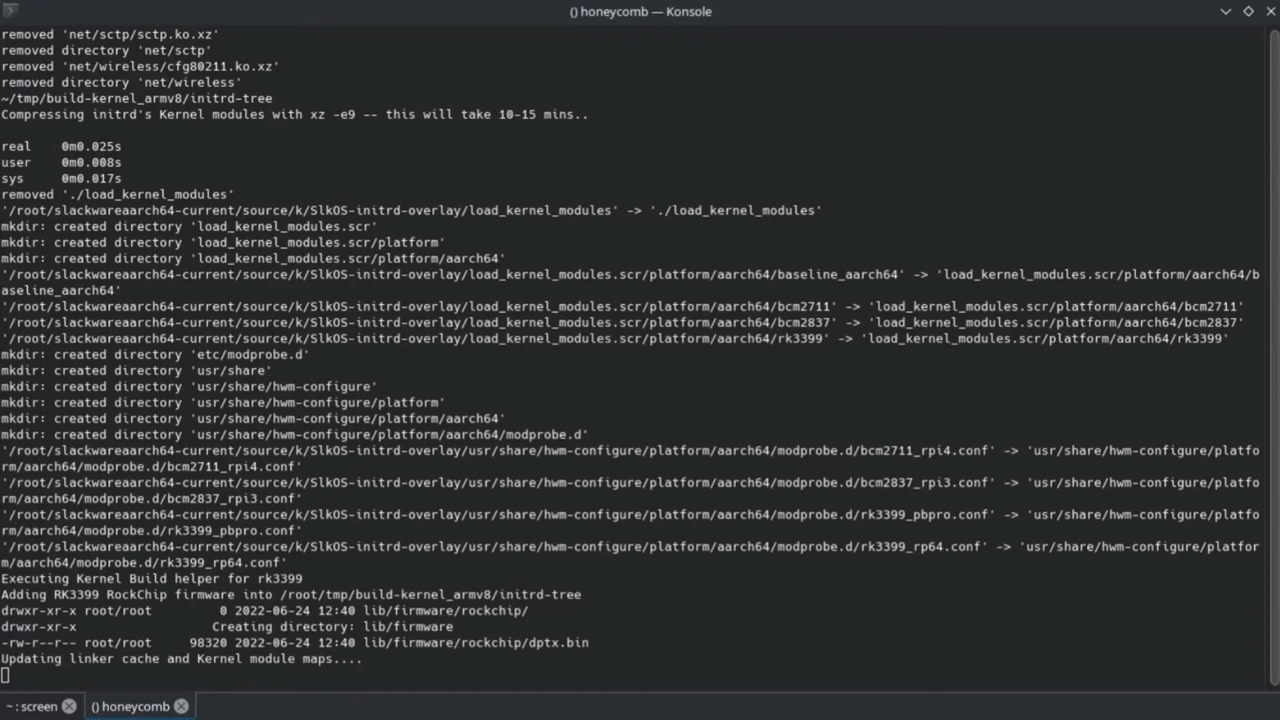 () honeycomb — Konsole
removed 'net/sctp/sctp.ko.xz'
removed directory 'net/sctp'
removed 'net/wireless/cfg80211.ko.xz'
removed directory 'net/wireless'
~/tmp/build-kernel_armv8/initrd-tree
Compressing initrd's Kernel modules with xz -e9 -- this will take 10-15 mins..
real    0m0.025s
user    0m0.008s
sys     0m0.017s
removed './load_kernel_modules'
'/root/slackwareaarch64-current/source/k/SlkOS-initrd-overlay/load_kernel_modules' -> './load_kernel_modules'
mkdir: created directory 'load_kernel_modules.scr'
mkdir: created directory 'load_kernel_modules.scr/platform'
mkdir: created directory 'load_kernel_modules.scr/platform/aarch64'
'/root/slackwareaarch64-current/source/k/SlkOS-initrd-overlay/load_kernel_modules.scr/platform/aarch64/baseline_aarch64' -> 'load_kernel_modules.scr/platform/aarch64/b
aseline_aarch64'
'/root/slackwareaarch64-current/source/k/SlkOS-initrd-overlay/load_kernel_modules.scr/platform/aarch64/bcm2711' -> 'load_kernel_modules.scr/platform/aarch64/bcm2711'
'/root/slackwareaarch64-current/source/k/SlkOS-initrd-overlay/load_kernel_modules.scr/platform/aarch64/bcm2837' -> 'load_kernel_modules.scr/platform/aarch64/bcm2837'
'/root/slackwareaarch64-current/source/k/SlkOS-initrd-overlay/load_kernel_modules.scr/platform/aarch64/rk3399' -> 'load_kernel_modules.scr/platform/aarch64/rk3399'
mkdir: created directory 'etc/modprobe.d'
mkdir: created directory 'usr/share'
mkdir: created directory 'usr/share/hwm-configure'
mkdir: created directory 'usr/share/hwm-configure/platform'
mkdir: created directory 'usr/share/hwm-configure/platform/aarch64'
mkdir: created directory 'usr/share/hwm-configure/platform/aarch64/modprobe.d'
'/root/slackwareaarch64-current/source/k/SlkOS-initrd-overlay/usr/share/hwm-configure/platform/aarch64/modprobe.d/bcm2711_rpi4.conf' -> 'usr/share/hwm-configure/platfo
rm/aarch64/modprobe.d/bcm2711_rpi4.conf'
'/root/slackwareaarch64-current/source/k/SlkOS-initrd-overlay/usr/share/hwm-configure/platform/aarch64/modprobe.d/bcm2837_rpi3.conf' -> 'usr/share/hwm-configure/platfo
rm/aarch64/modprobe.d/bcm2837_rpi3.conf'
'/root/slackwareaarch64-current/source/k/SlkOS-initrd-overlay/usr/share/hwm-configure/platform/aarch64/modprobe.d/rk3399_pbpro.conf' -> 'usr/share/hwm-configure/platfo
rm/aarch64/modprobe.d/rk3399_pbpro.conf'
'/root/slackwareaarch64-current/source/k/SlkOS-initrd-overlay/usr/share/hwm-configure/platform/aarch64/modprobe.d/rk3399_rp64.conf' -> 'usr/share/hwm-configure/platfor
m/aarch64/modprobe.d/rk3399_rp64.conf'
Executing Kernel Build helper for rk3399
Adding RK3399 RockChip firmware into /root/tmp/build-kernel_armv8/initrd-tree
drwxr-xr-x root/root         0 2022-06-24 12:40 lib/firmware/rockchip/
drwxr-xr-x                  Creating directory: lib/firmware
-rw-r--r-- root/root     98320 2022-06-24 12:40 lib/firmware/rockchip/dptx.bin
Updating linker cache and Kernel module maps....
~ : screen
() honeycomb